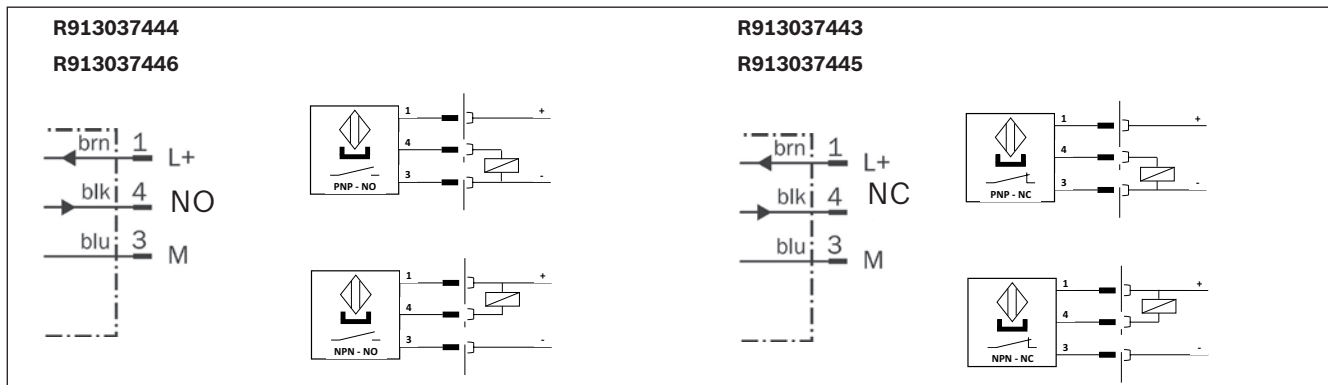 R913037444
R913037446
brn 1 L+
blk 4 NO
blu 3 M
1 +
4
3 -
PNP - NO
1 +
4
3 -
NPN - NO
R913037443
R913037445
brn 1 L+
blk 4 NC
blu 3 M
1 +
4
3 -
PNP - NC
1 +
4
3 -
NPN - NC